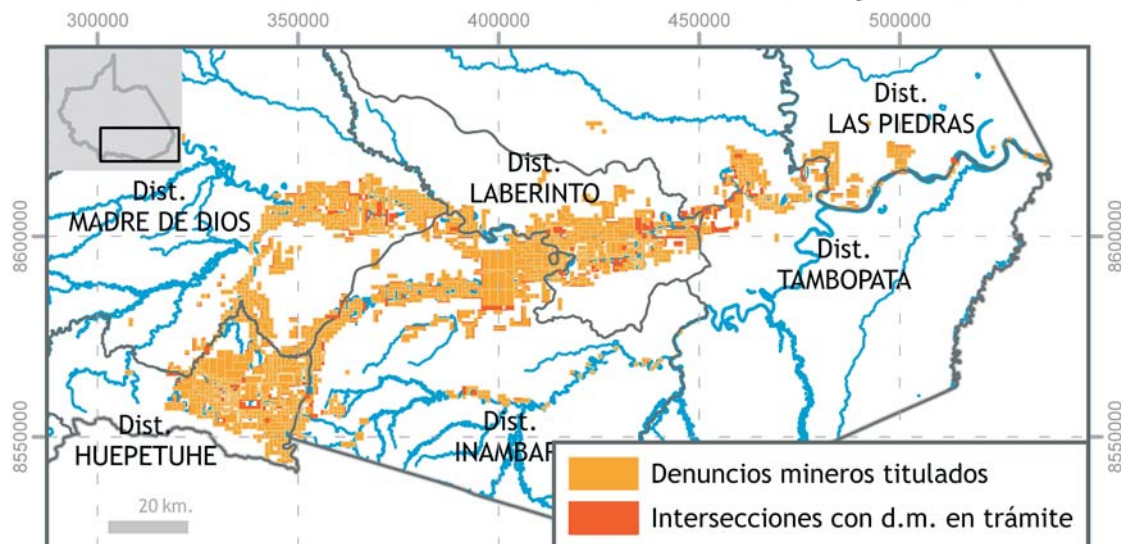 300000
350000
400000
450000
500000
Dist.
LAS PIEDRAS
Dist.
LABERINTO
Dist.
MADRE DE DIOS
8600000
8600000
Dist.
TAMBOPATA
Dist.
HUEPETUHE
Dist.
8550000
8550000
Denuncios mineros titulados
Intersecciones con d.m. en trámite
20 km.